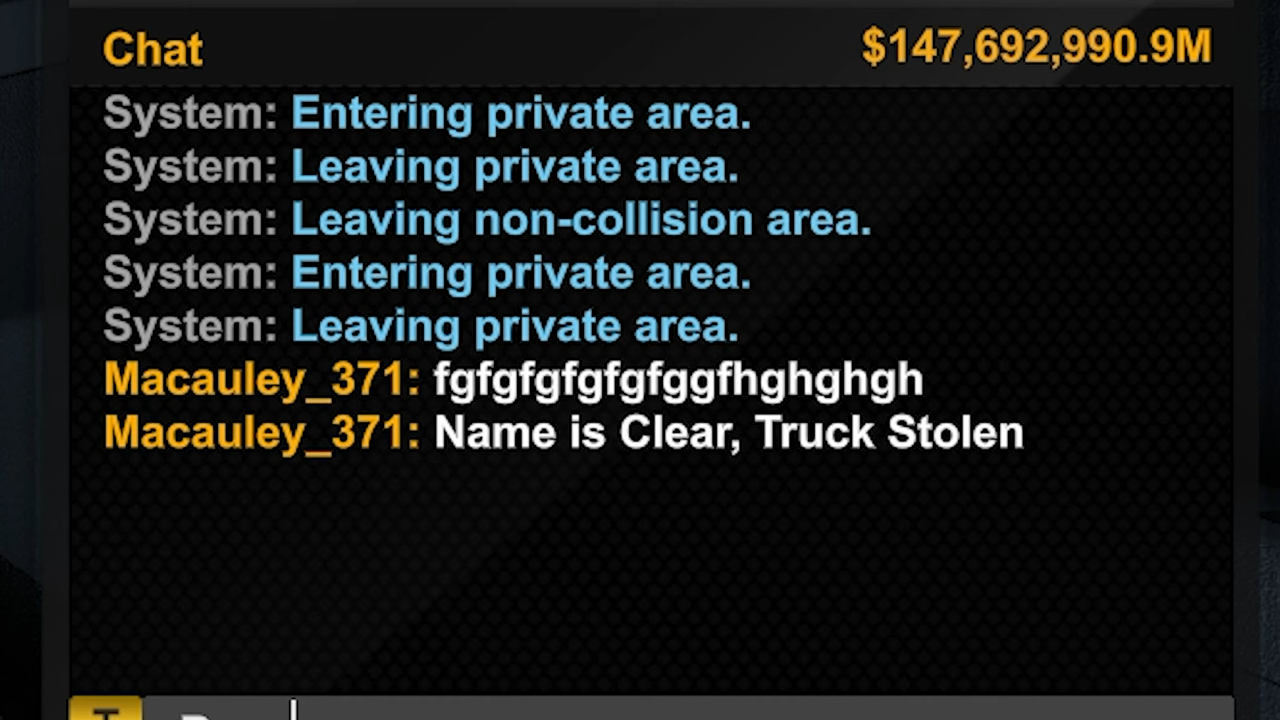 Chat
$147,692,990.9M
System: Entering private area.
System: Leaving private area.
System: Leaving non-collision area.
System: Entering private area.
System: Leaving private area.
Macauley_371: fgfgfgfgfgfggfhghghgh
Macauley_371: Name is Clear, Truck Stolen